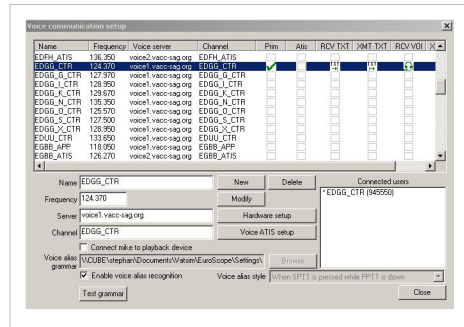 Voice communication setup
Name Frequency Voice server Channel Prim Atis RCV TXT XMT TXT RCV VOI X
EDFH_ATIS 136.350 voice2.vacc-sag.org EDFH_ATIS
EDGG_CTR 124.370 voice1.vacc-sag.org EDGG_CTR TXT TXT
EDGG_G_CTR 127.970 voice1.vacc-sag.org EDGG_G_CTR
EDGG_I_CTR 128.950 voice1.vacc-sag.org EDGG_I_CTR
EDGG_K_CTR 129.670 voice1.vacc-sag.org EDGG_K_CTR
EDGG_N_CTR 135.350 voice1.vacc-sag.org EDGG_N_CTR
EDGG_O_CTR 125.570 voice1.vacc-sag.org EDGG_O_CTR
EDGG_S_CTR 127.500 voice1.vacc-sag.org EDGG_S_CTR
EDGG_X_CTR 128.950 voice1.vacc-sag.org EDGG_X_CTR
EDUU_CTR 133.650 voice2.vacc-sag.org EDUU_CTR
EGBB_APP 118.050 voice2.vacc-sag.org EGBB_APP
EGBB_ATIS 126.270 voice2.vacc-sag.org EGBB_ATIS
Name EDGG_CTR New Delete Connected users
* EDGG_CTR (945550)
Frequency 124.370 Modify
Server voice1.vacc-sag.org Hardware setup
Channel EDGG_CTR Voice ATIS setup
Connect mike to playback device
Voice alias grammar \\CUBE\stephan\Documents\Vatsim\EuroScope\Settings\ Browse
Enable voice alias recognition Voice alias style When SPTT is pressed while PPTT is down
Test grammar Close